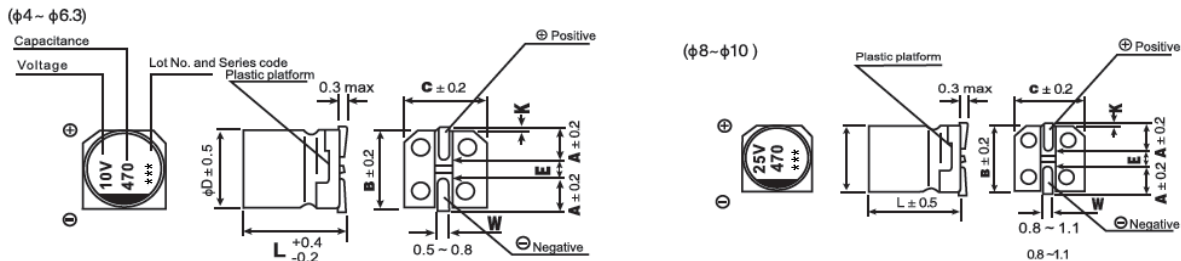 (ϕ4~ ϕ6.3)
Capacitance
Voltage
Lot No. and Series code
Plastic platform
0.3 max
C ± 0.2
⊕ Positive
K
⊕
⊖
10V
470
***
ϕD ± 0.5
B ± 0.2
A ± 0.2
E
A ± 0.2
W
L +0.4 -0.2
0.5 ~ 0.8
⊖ Negative
(ϕ8~ϕ10 )
Plastic platform
0.3 max
C ± 0.2
⊕ Positive
K
⊕
⊖
25V
470
***
B ± 0.2
A ± 0.2
E
A ± 0.2
W
L ± 0.5
0.8 ~ 1.1
⊖ Negative
0.8 ~1.1